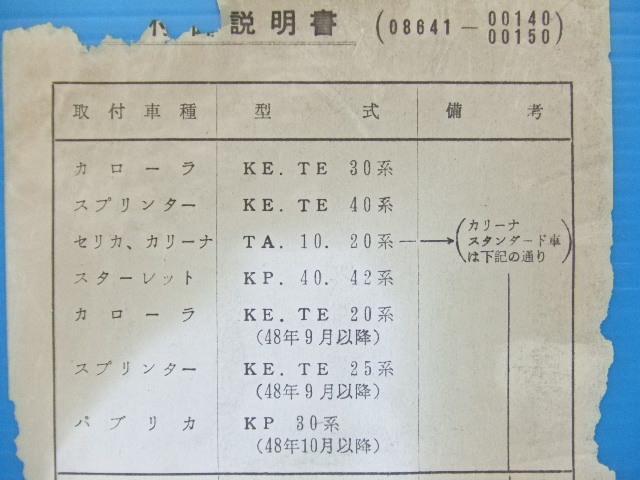 説明書 (08641-00140
00150)
取付車種 型式 備考
カローラ KE. TE 30系
スプリンター KE. TE 40系
セリカ、カリーナ TA. 10. 20系 → (カリーナ
スタンダード車
は下記の通り)
スターレット KP. 40. 42系
カローラ KE. TE 20系
(48年9月以降)
スプリンター KE. TE 25系
(48年9月以降)
パブリカ KP 30系
(48年10月以降)